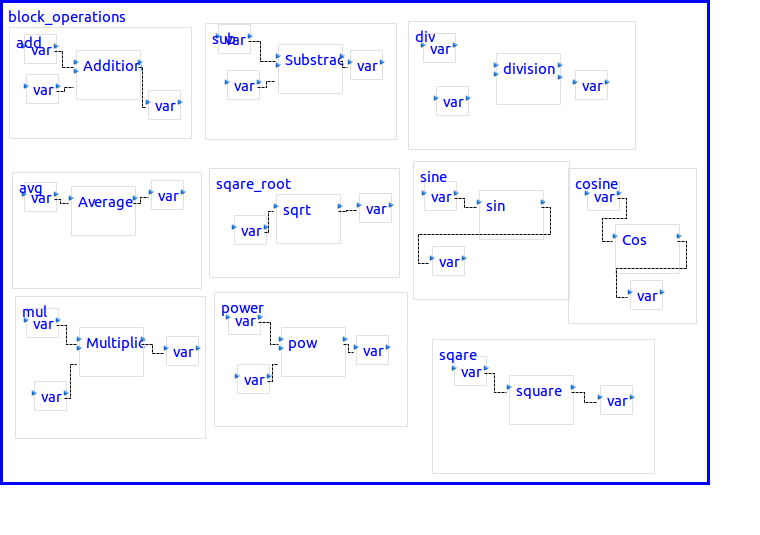 block_operations
add
var
Addition
var
var
sub
var
Substrac
var
var
div
var
division
var
var
avg
var
Average
var
sqare_root
sqrt
var
var
sine
var
sin
var
cosine
var
Cos
var
mul
var
Multiplic
var
var
power
var
pow
var
var
sqare
var
square
var